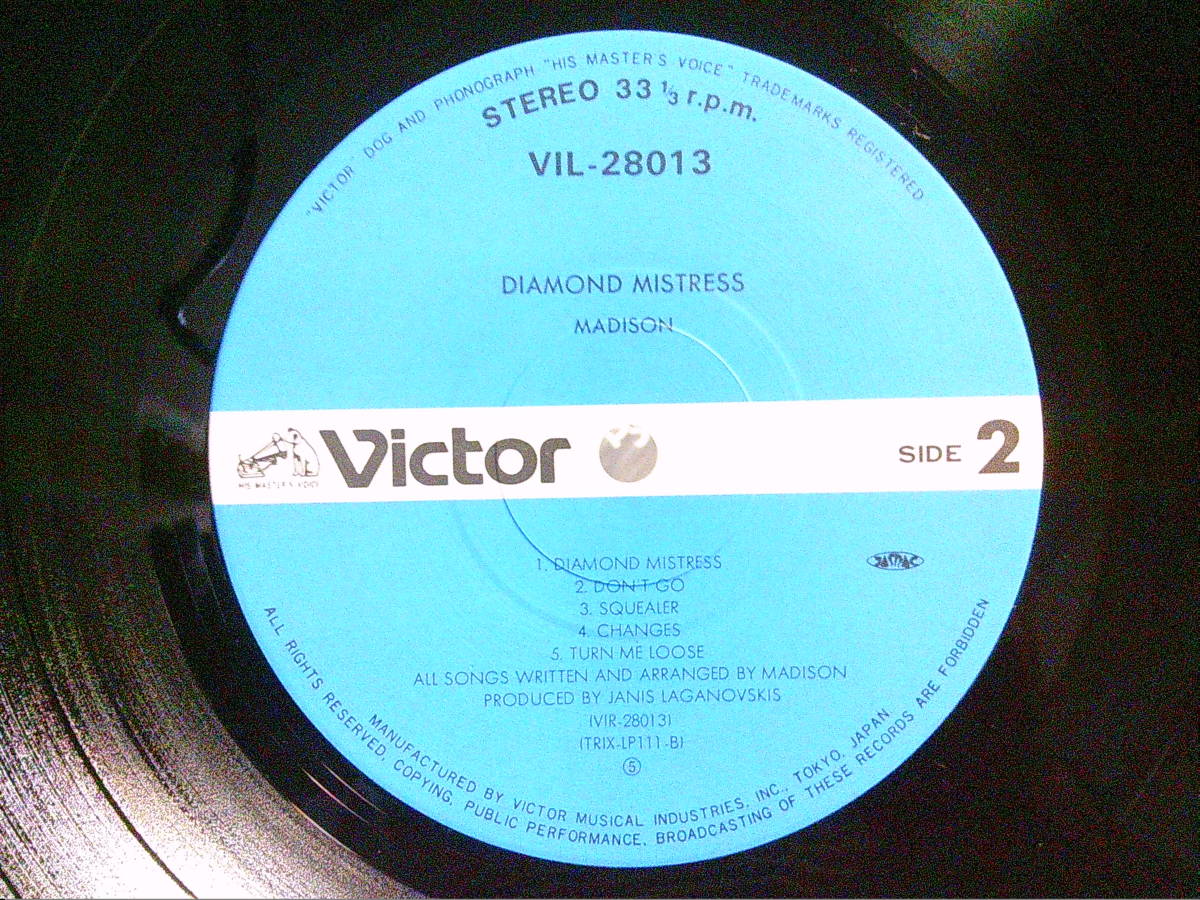 "VICTOR" DOG AND PHONOGRAPH "HIS MASTER'S VOICE" TRADEMARKS REGISTERED
STEREO 33 1/3 r.p.m.
VIL-28013
DIAMOND MISTRESS
MADISON
HIS MASTER'S VOICE
Victor
SIDE 2
1. DIAMOND MISTRESS
2. DON'T GO
3. SQUEALER
4. CHANGES
5. TURN ME LOOSE
ALL SONGS WRITTEN AND ARRANGED BY MADISON
PRODUCED BY JANIS LAGANOVSKIS
(VIR-28013)
(TRIX-LP111-B)
⑤
MANUFACTURED BY VICTOR MUSICAL INDUSTRIES, INC., TOKYO, JAPAN
ALL RIGHTS RESERVED, COPYING, PUBLIC PERFORMANCE, BROADCASTING OF THESE RECORDS ARE FORBIDDEN